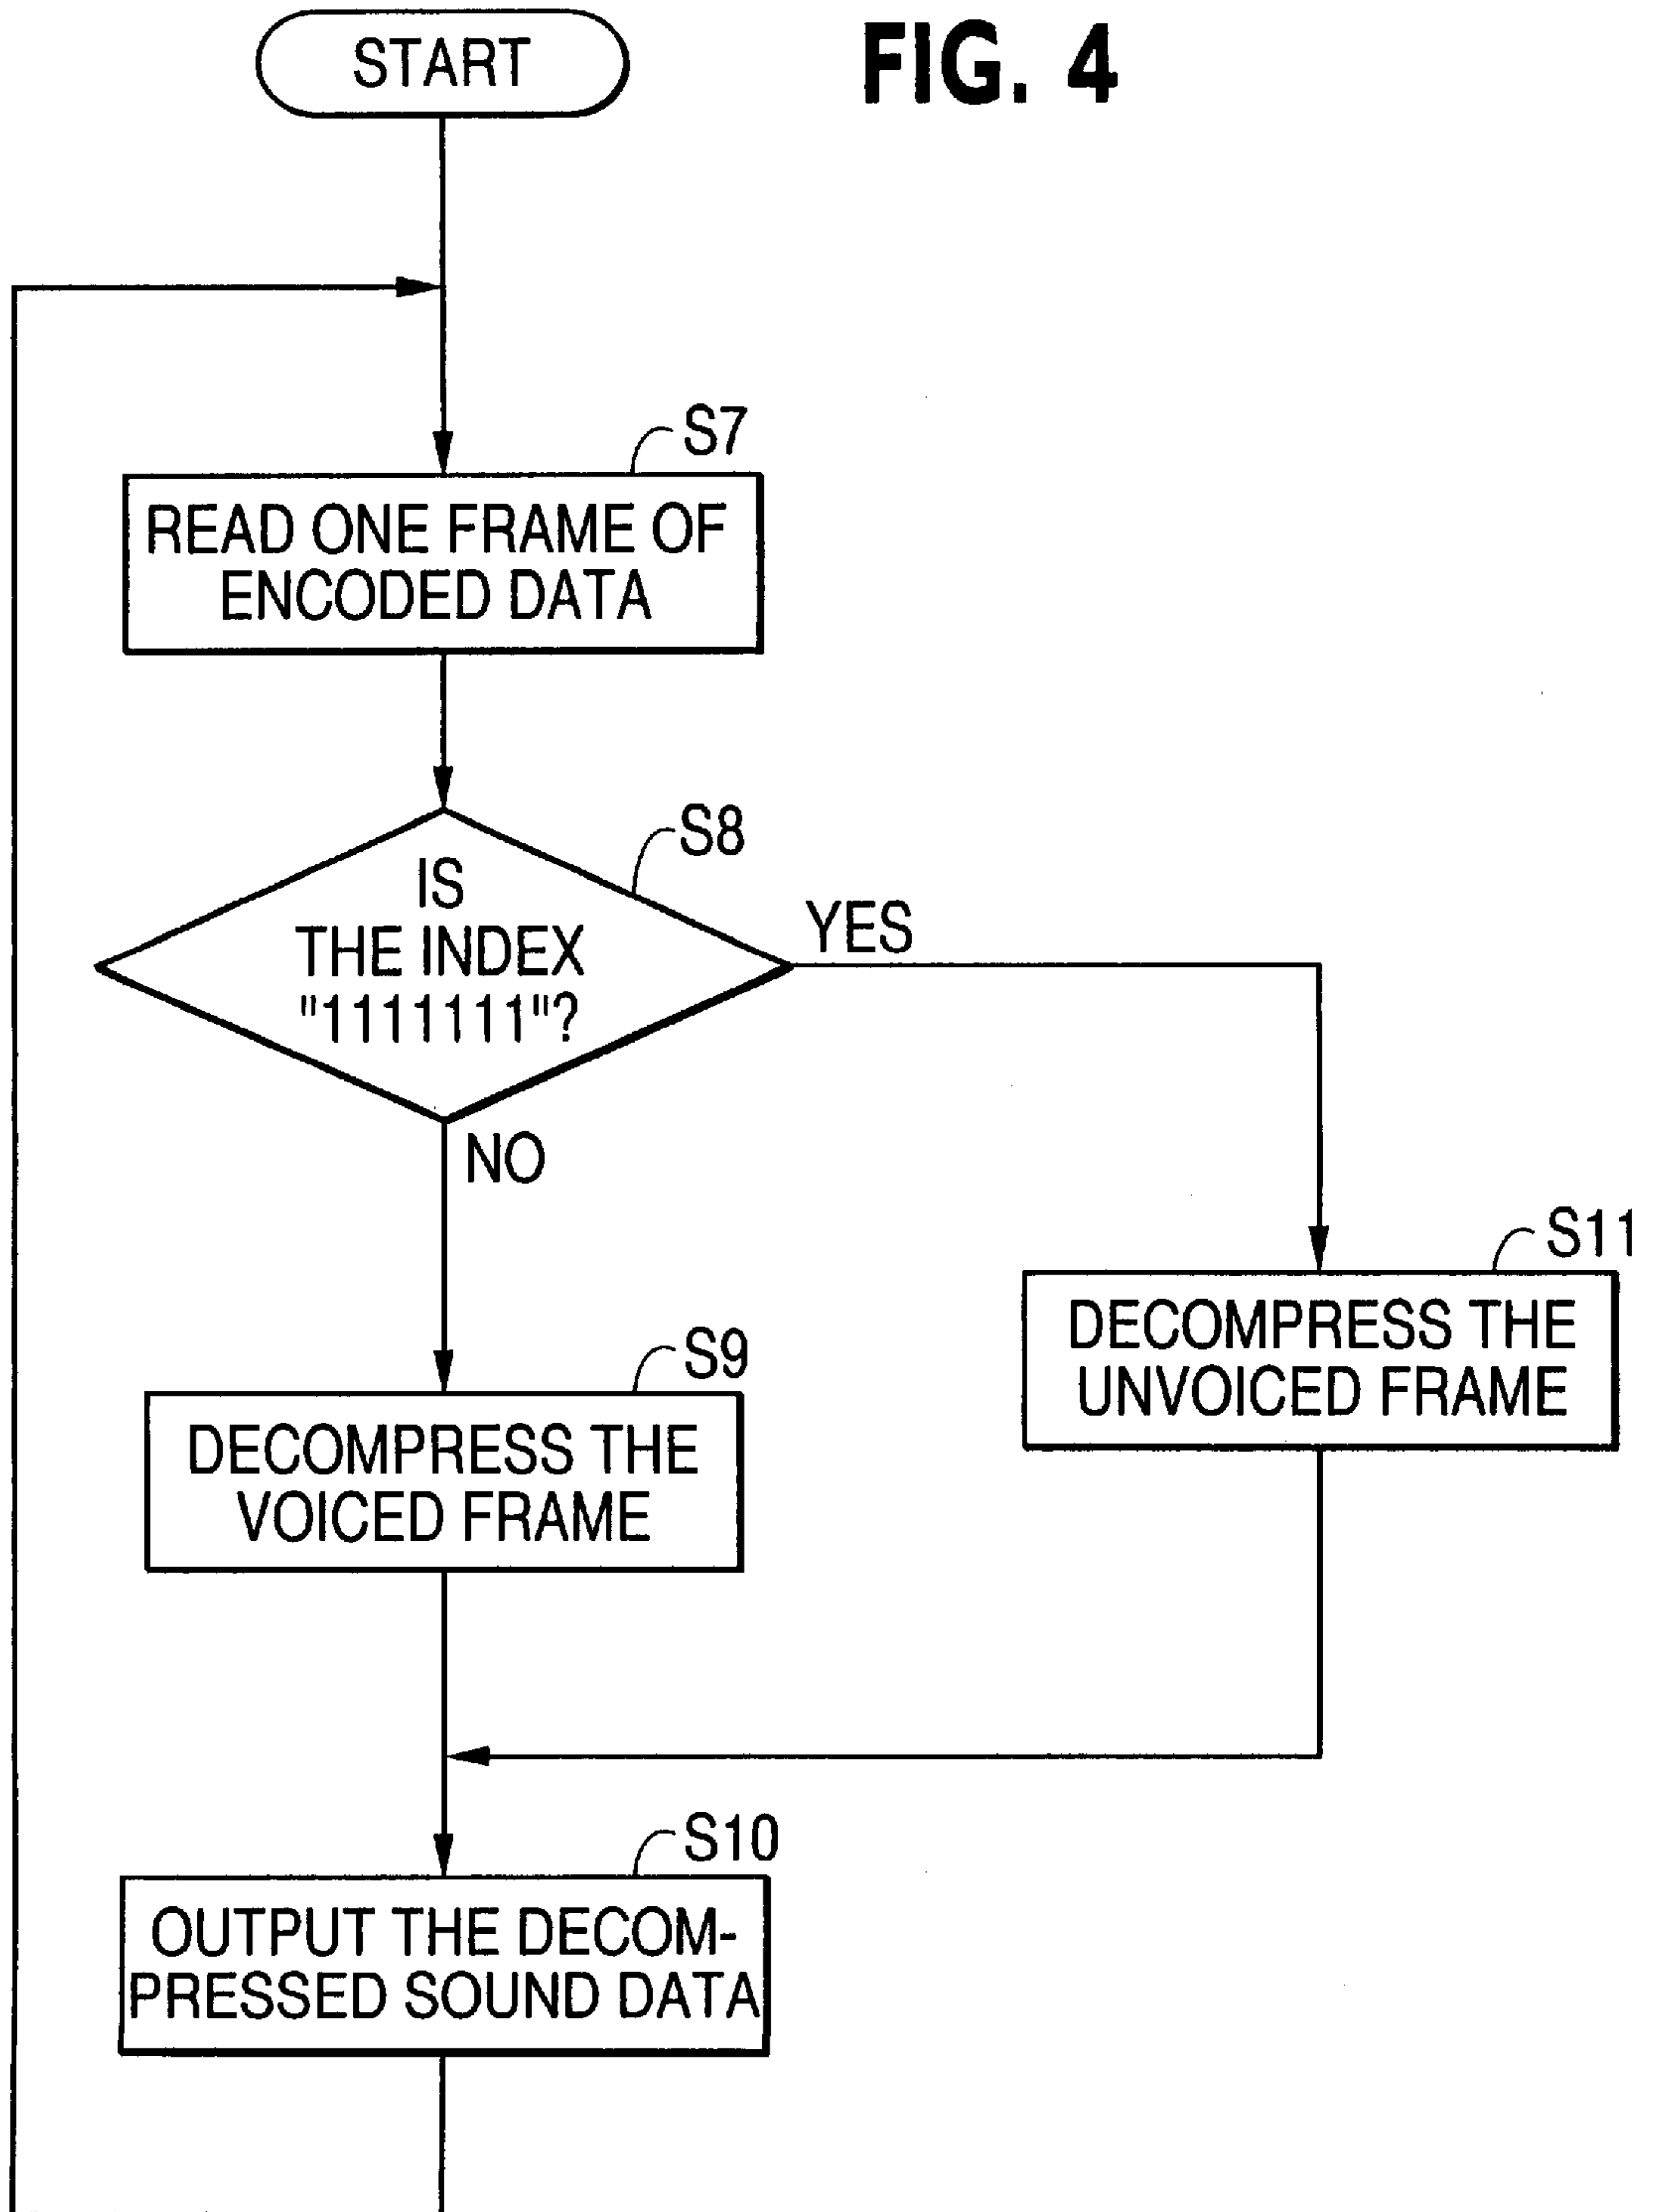 START
FIG. 4
S7
READ ONE FRAME OF
ENCODED DATA
S8
IS
THE INDEX
"1111111"?
YES
NO
S11
DECOMPRESS THE
UNVOICED FRAME
S9
DECOMPRESS THE
VOICED FRAME
S10
OUTPUT THE DECOM-
PRESSED SOUND DATA